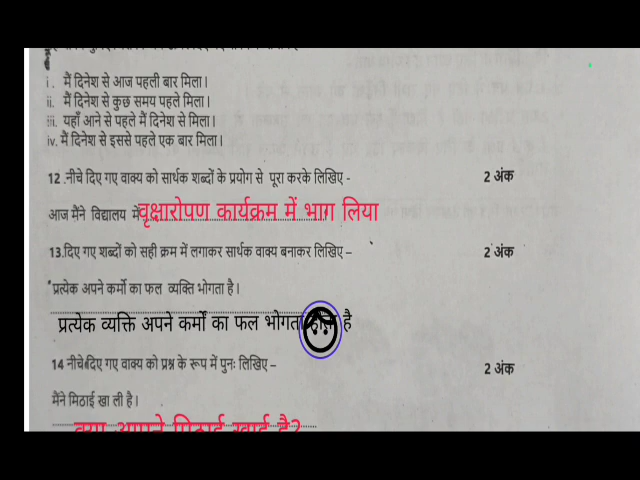 i . मैं दिनेश से आज पहली बार मिला।
ii. मैं दिनेश से कुछ समय पहले मिला।
iii. यहाँ आने से पहले मैं दिनेश से मिला।
iv. मैं दिनेश से इससे पहले एक बार मिला।
12 .नीचे दिए गए वाक्य को सार्थक शब्दों के प्रयोग से पूरा करके लिखिए - 2 अंक
आज मैंने विद्यालय में वृक्षारोपण कार्यक्रम में भाग लिया
13.दिए गए शब्दों को सही क्रम में लगाकर सार्थक वाक्य बनाकर लिखिए – 2 अंक
प्रत्येक अपने कर्मो का फल व्यक्ति भोगता है।
प्रत्येक व्यक्ति अपने कर्मों का फल भोगता है
14 नीचे दिए गए वाक्य को प्रश्न के रूप में पुनः लिखिए – 2 अंक
मैंने मिठाई खा ली है।
क्या आपने मिठाई खाई है?